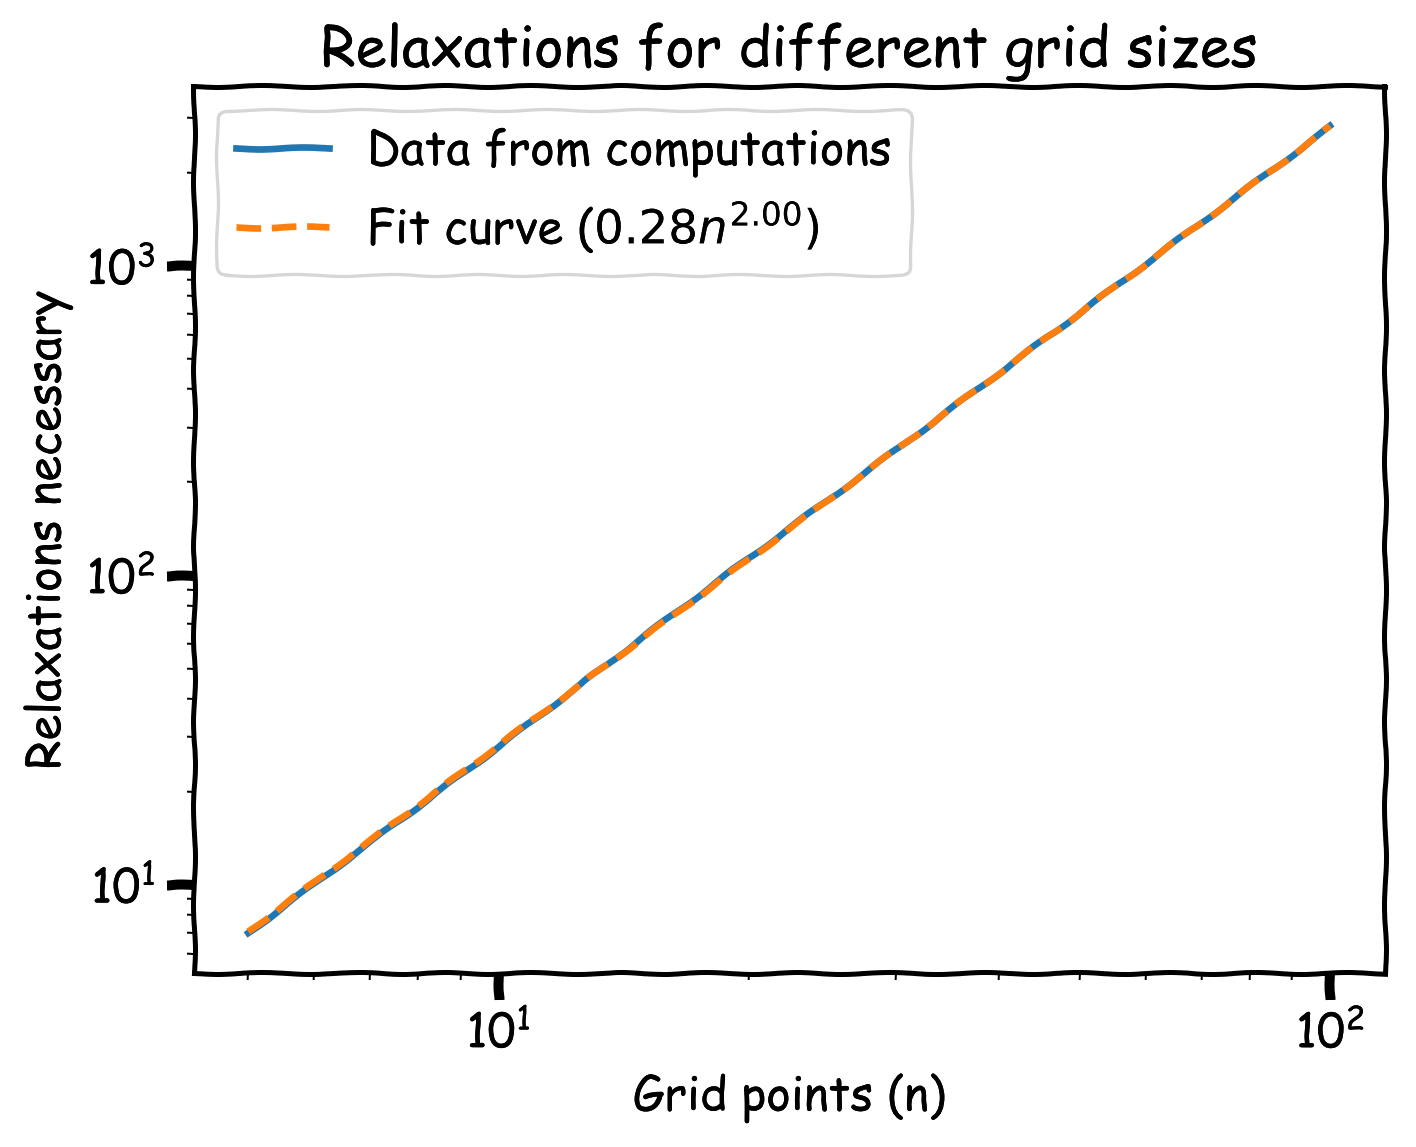 Relaxations for different grid sizes
Data from computations
Fit curve (0.28n^{2.00})
10^3
10^2
10^1
Relaxations necessary
10^1
10^2
Grid points (n)